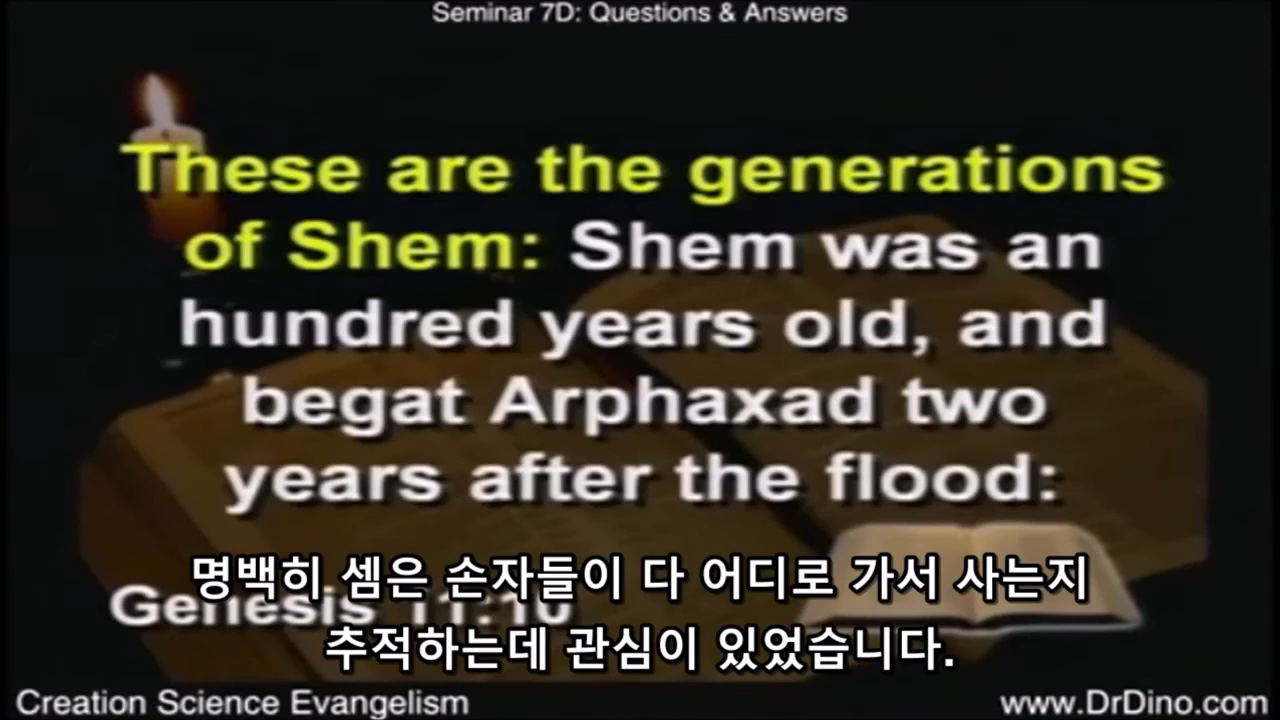 Seminar 7D: Questions & Answers
These are the generations
of Shem: Shem was an
hundred years old, and
begat Arphaxad two
years after the flood:
Genesis 11:10
명백히 셈은 손자들이 다 어디로 가서 사는지
추적하는데 관심이 있었습니다.
Creation Science Evangelism
www.DrDino.com